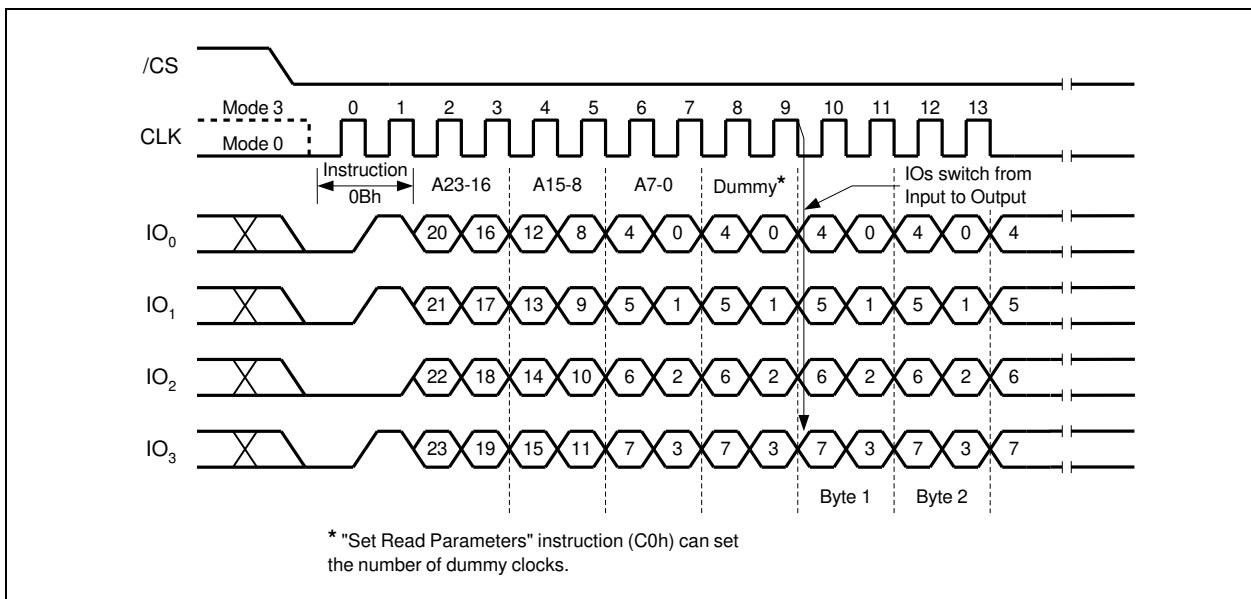 /CS
Mode 3 0 1 2 3 4 5 6 7 8 9 10 11 12 13
CLK
Mode 0
Instruction
0Bh
A23-16 A15-8 A7-0 Dummy*
IOs switch from
Input to Output
IO0 20 16 12 8 4 0 4 0 4 0 4 0 4
IO1 21 17 13 9 5 1 5 1 5 1 5 1 5
IO2 22 18 14 10 6 2 6 2 6 2 6 2 6
IO3 23 19 15 11 7 3 7 3 7 3 7 3 7
Byte 1 Byte 2
* "Set Read Parameters" instruction (C0h) can set
the number of dummy clocks.